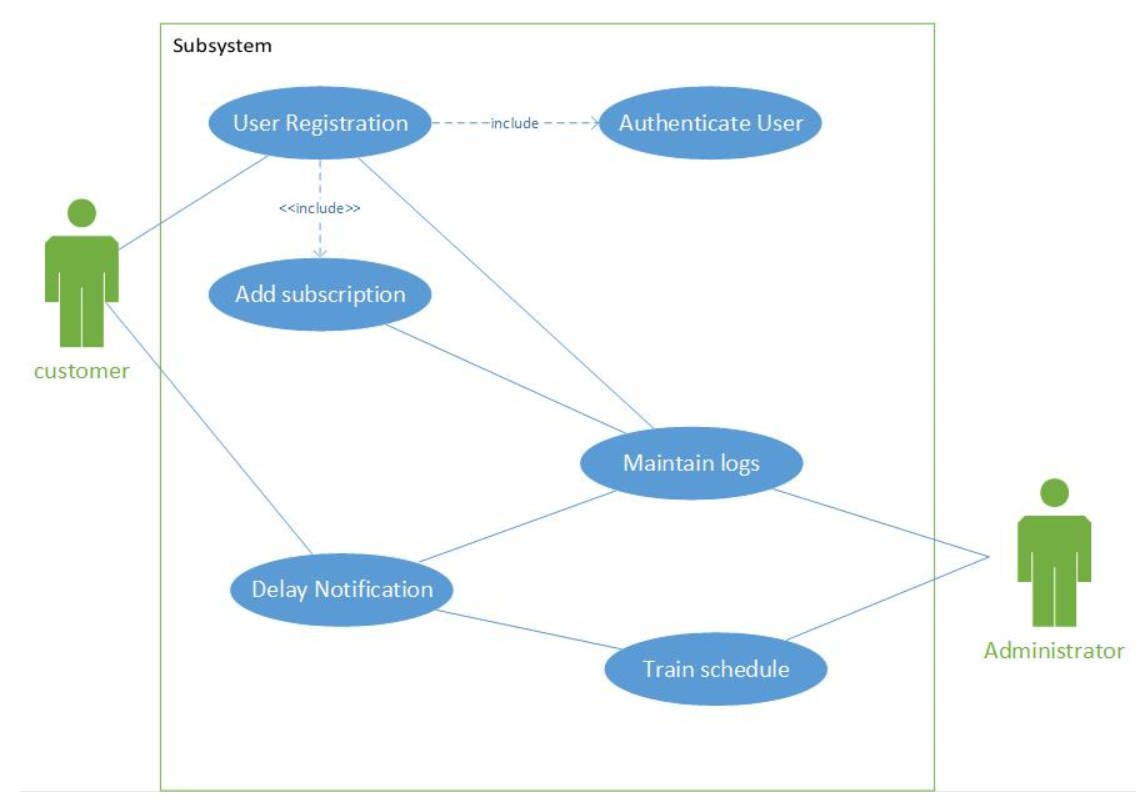 Subsystem
User Registration
include
Authenticate User
<<include>>
Add subscription
customer
Maintain logs
Delay Notification
Administrator
Train schedule